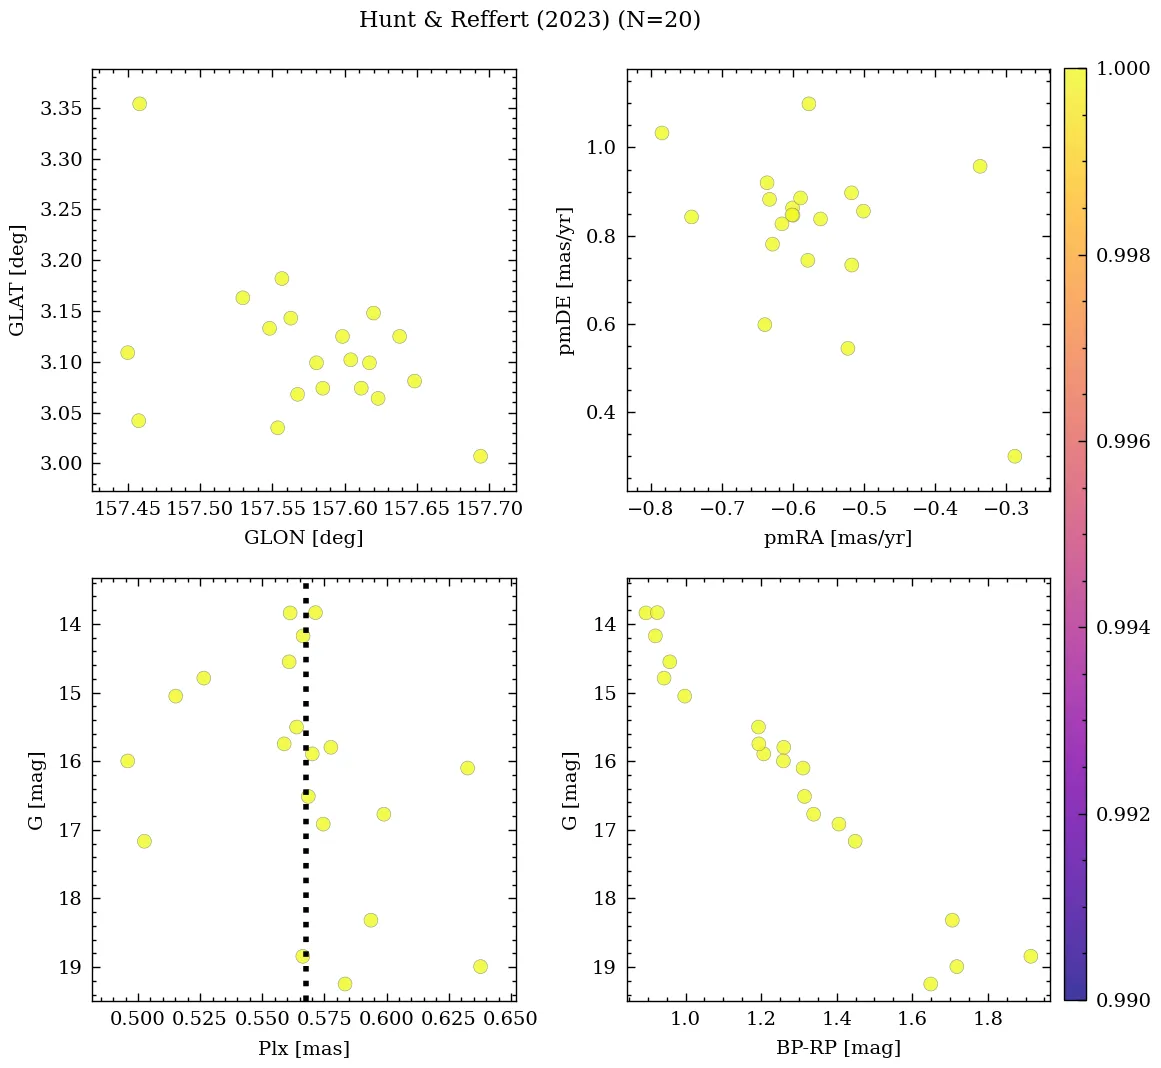 Hunt & Reffert (2023) (N=20)
3.35
3.30
3.25
3.20
3.15
3.10
3.05
3.00
GLAT [deg]
157.45 157.50 157.55 157.60 157.65 157.70
GLON [deg]
1.0
0.8
0.6
0.4
pmDE [mas/yr]
−0.8 −0.7 −0.6 −0.5 −0.4 −0.3
pmRA [mas/yr]
14
15
16
17
18
19
G [mag]
0.500 0.525 0.550 0.575 0.600 0.625 0.650
Plx [mas]
14
15
16
17
18
19
G [mag]
1.0 1.2 1.4 1.6 1.8
BP-RP [mag]
1.000
0.998
0.996
0.994
0.992
0.990